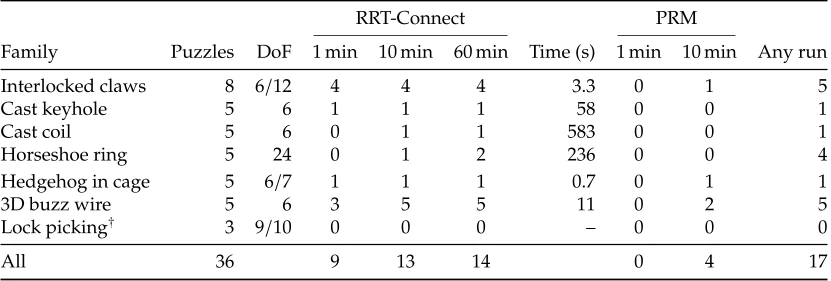 RRT-Connect PRM
Family Puzzles DoF 1 min 10 min 60 min Time (s) 1 min 10 min Any run
Interlocked claws 8 6/12 4 4 4 3.3 0 1 5
Cast keyhole 5 6 1 1 1 58 0 0 1
Cast coil 5 6 0 1 1 583 0 0 1
Horseshoe ring 5 24 0 1 2 236 0 0 4
Hedgehog in cage 5 6/7 1 1 1 0.7 0 1 1
3D buzz wire 5 6 3 5 5 11 0 2 5
Lock picking† 3 9/10 0 0 0 – 0 0 0
All 36 9 13 14 0 4 17